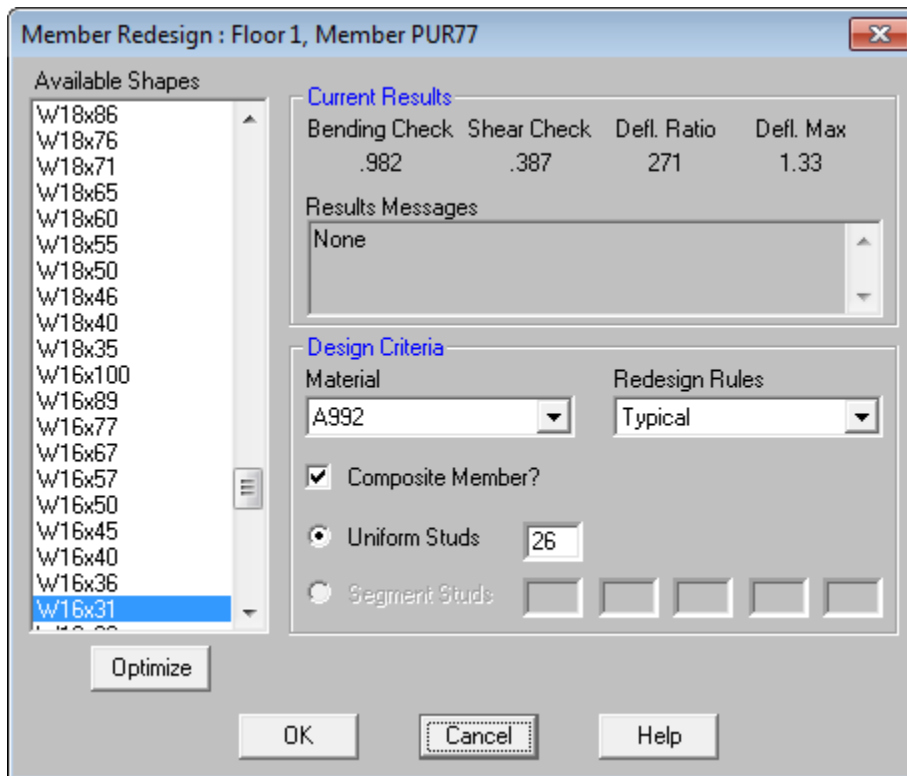 Member Redesign : Floor 1, Member PUR77
Available Shapes
W18x86
W18x76
W18x71
W18x65
W18x60
W18x55
W18x50
W18x46
W18x40
W18x35
W16x100
W16x89
W16x77
W16x67
W16x57
W16x50
W16x45
W16x40
W16x36
W16x31
Optimize
Current Results
Bending Check Shear Check Defl. Ratio Defl. Max
.982 .387 271 1.33
Results Messages
None
Design Criteria
Material Redesign Rules
A992 Typical
Composite Member?
Uniform Studs 26
Segment Studs
OK Cancel Help